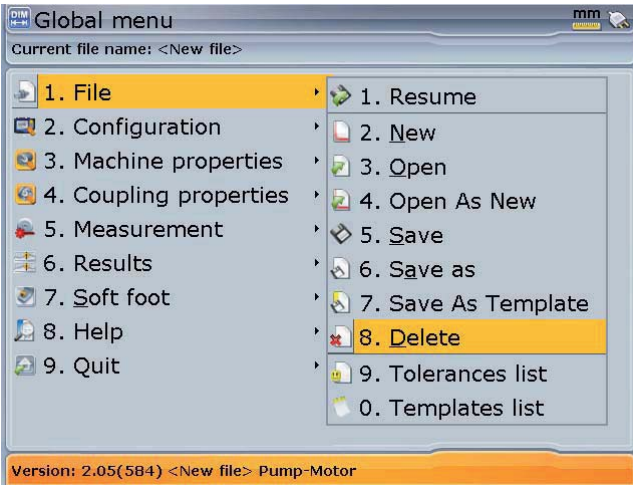 DIM
Global menu
mm
Current file name: <New file>
1. File
2. Configuration
3. Machine properties
4. Coupling properties
5. Measurement
6. Results
7. Soft foot
8. Help
9. Quit
1. Resume
2. New
3. Open
4. Open As New
5. Save
6. Save as
7. Save As Template
8. Delete
9. Tolerances list
0. Templates list
Version: 2.05(584) <New file> Pump-Motor